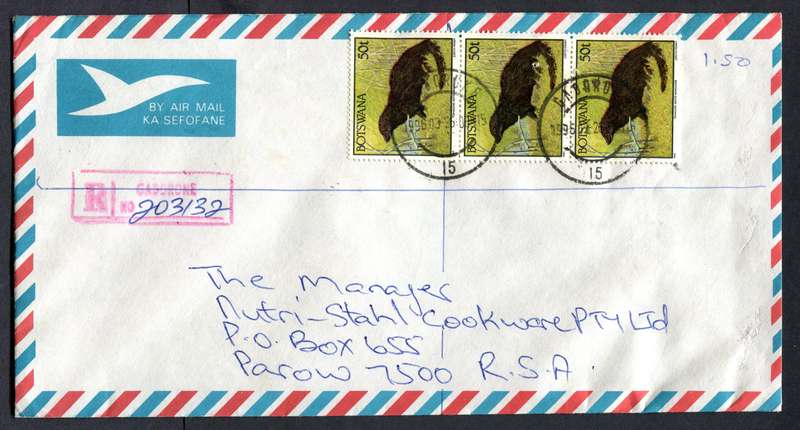 50t
50t
50t
BOTSWANA
BOTSWANA
BOTSWANA
1.50
BY AIR MAIL
KA SEFOFANE
15
15
R
GABORONE
NO 203132
The Manager
Nutri-Stahl Cookware PTY Ltd
P.O. Box 655
Parow 7500 R.S.A.